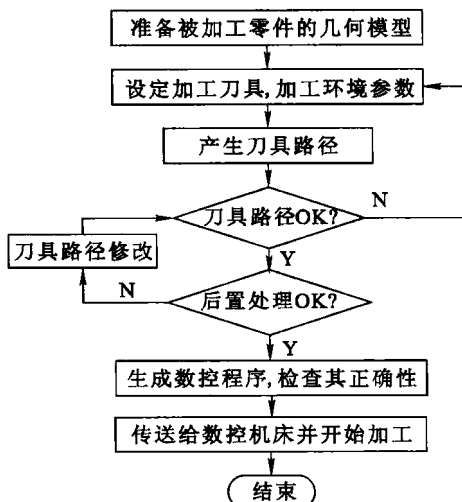 准备被加工零件的几何模型
设定加工刀具,加工环境参数
产生刀具路径
刀具路径OK?
N
刀具路径修改
Y
N
后置处理OK?
Y
生成数控程序,检查其正确性
传送给数控机床并开始加工
结束